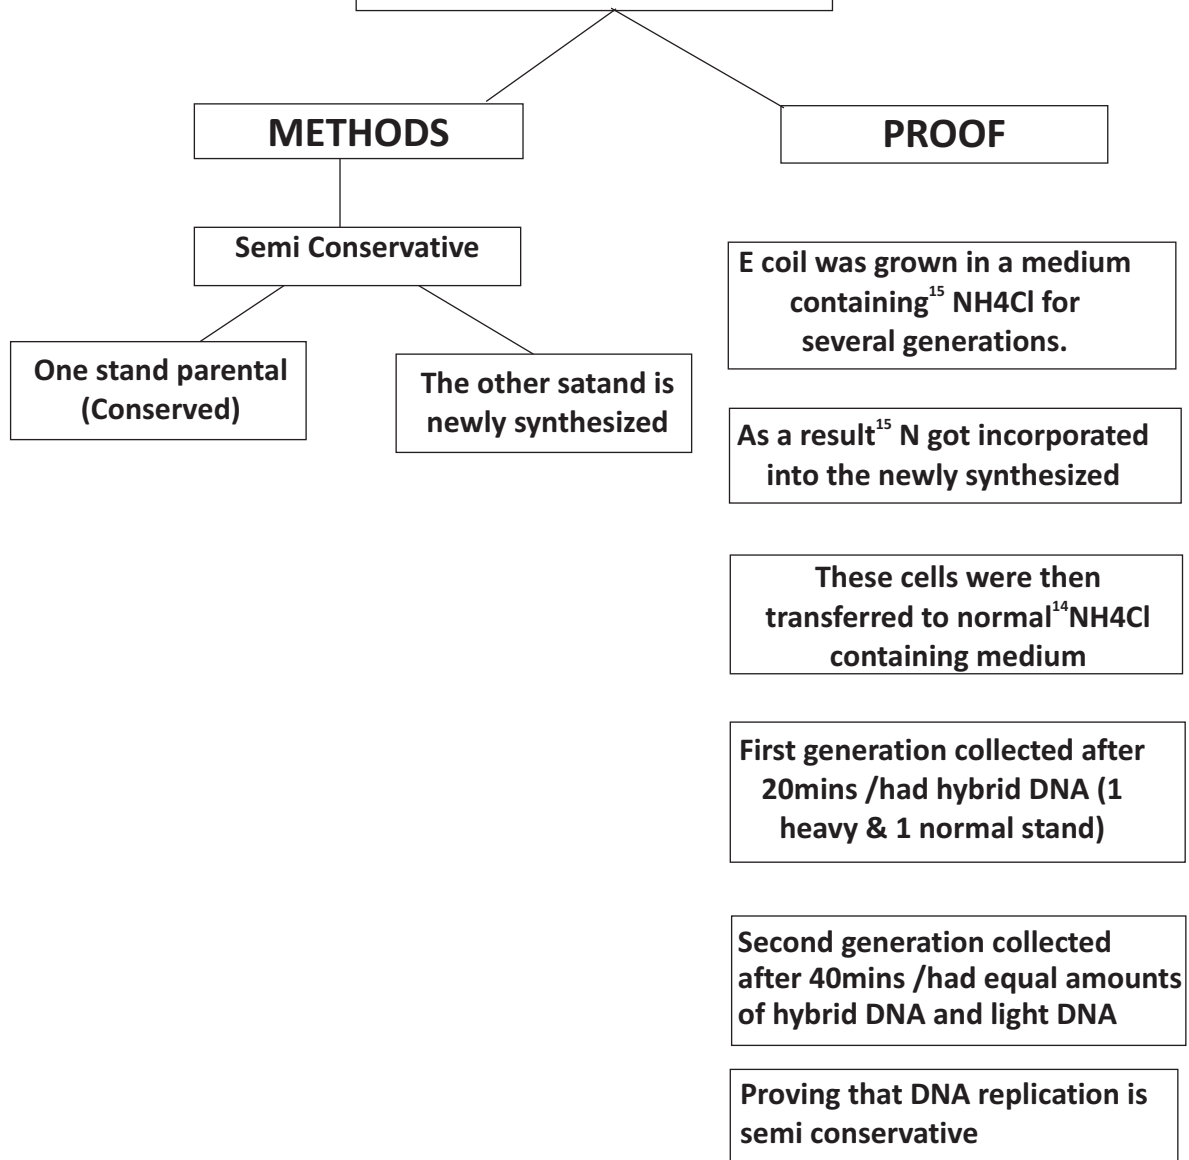 METHODS
PROOF
Semi Conservative
One stand parental
(Conserved)
The other satand is
newly synthesized
E coil was grown in a medium
containing¹⁵ NH4Cl for
several generations.
As a result¹⁵ N got incorporated
into the newly synthesized
These cells were then
transferred to normal¹⁴NH4Cl
containing medium
First generation collected after
20mins /had hybrid DNA (1
heavy & 1 normal stand)
Second generation collected
after 40mins /had equal amounts
of hybrid DNA and light DNA
Proving that DNA replication is
semi conservative